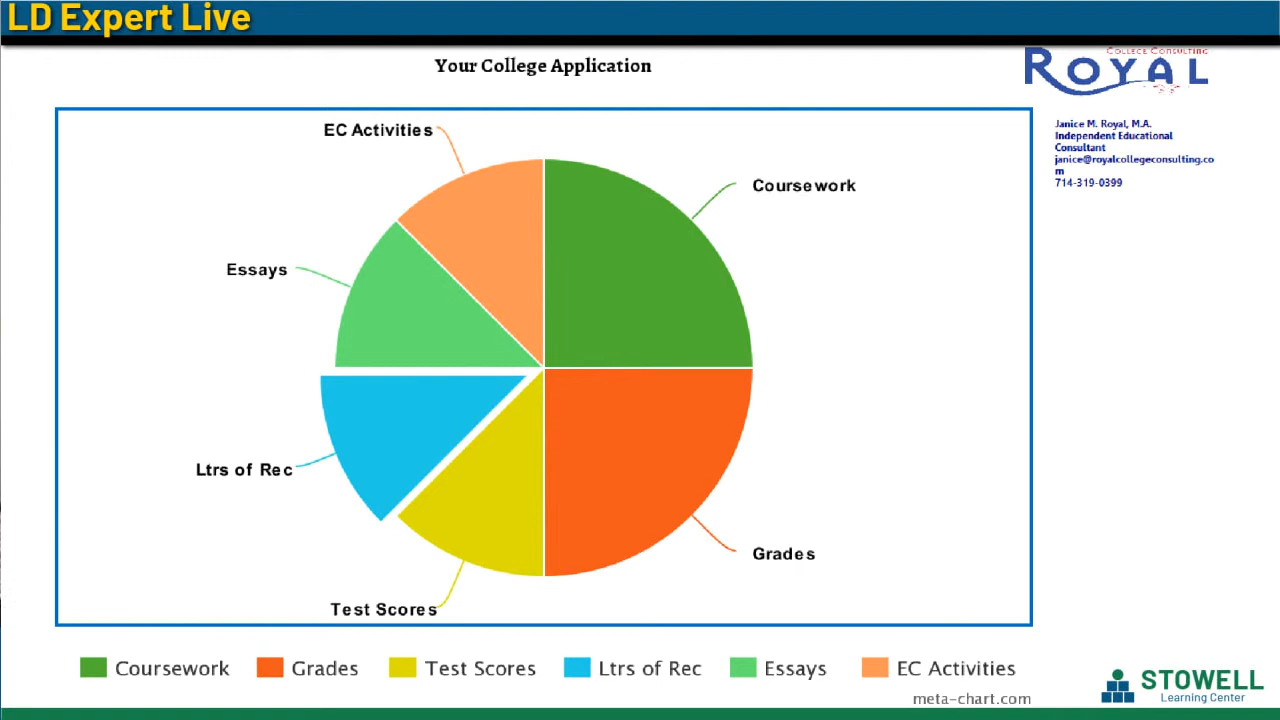 LD Expert Live
Your College Application
COLLEGE CONSULTING
ROYAL
Janice M. Royal, M.A.
Independent Educational
Consultant
janice@royalcollegeconsulting.co
m
714-319-0399
EC Activities
Coursework
Essays
Ltrs of Rec
Grades
Test Scores
Coursework Grades Test Scores Ltrs of Rec Essays EC Activities
meta-chart.com
STOWELL
Learning Center